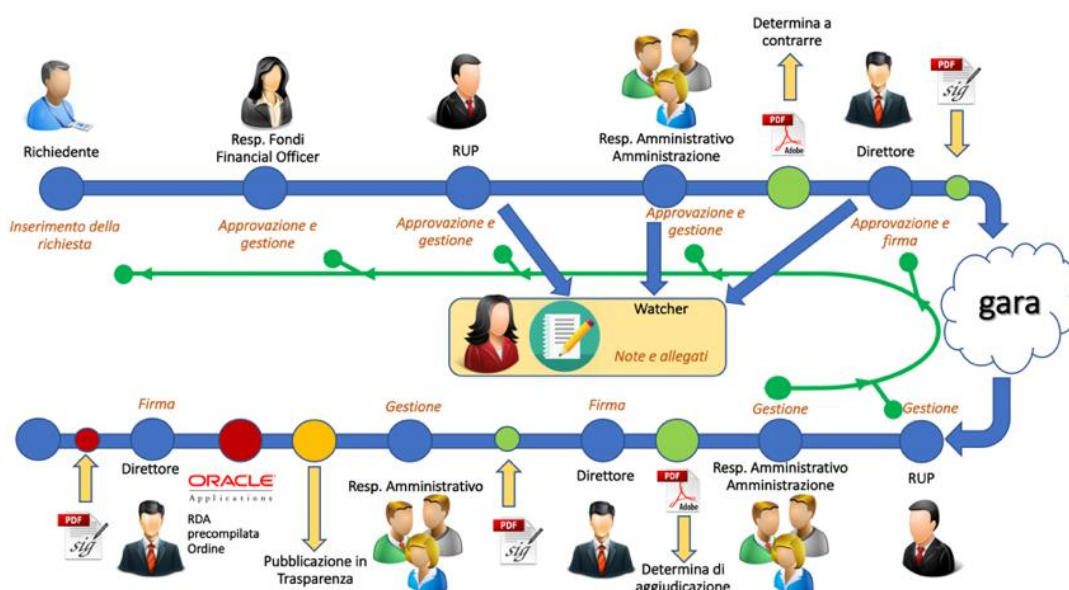 Determina a
contrarre
PDF
sig
Richiedente
Resp. Fondi
Financial Officer
RUP
Resp. Amministrativo
Amministrazione
PDF
Adobe
Direttore
Inserimento della
richiesta
Approvazione e
gestione
Approvazione e
gestione
Approvazione e
gestione
Approvazione e
firma
gara
Watcher
Note e allegati
Firma
Gestione
Firma
Gestione
Gestione
Direttore
ORACLE
Applications
RDA
precompilata
Ordine
PDF
sig
Pubblicazione in
Trasparenza
Resp. Amministrativo
PDF
sig
Direttore
PDF
Adobe
Determina di
aggiudicazione
Resp. Amministrativo
Amministrazione
RUP